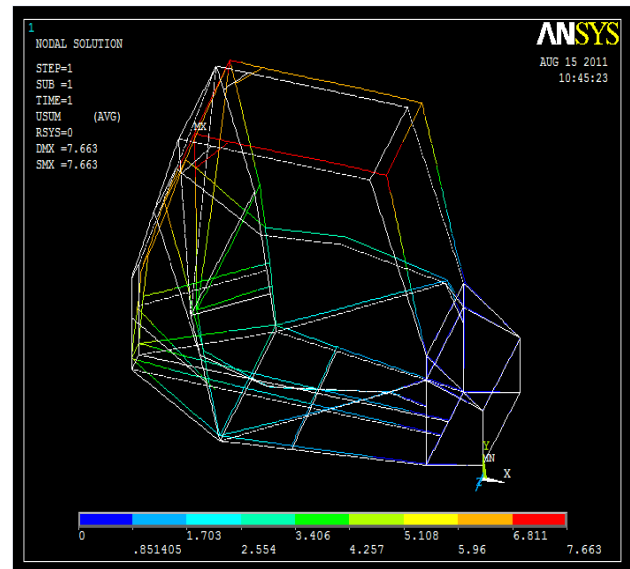 1
NODAL SOLUTION
STEP=1
SUB =1
TIME=1
USUM (AVG)
RSYS=0
DMX =7.663
SMX =7.663
ANSYS
AUG 15 2011
10:45:23
MX
Y
MN
Z X
0 1.703 3.406 5.108 6.811
.851405 2.554 4.257 5.96 7.663